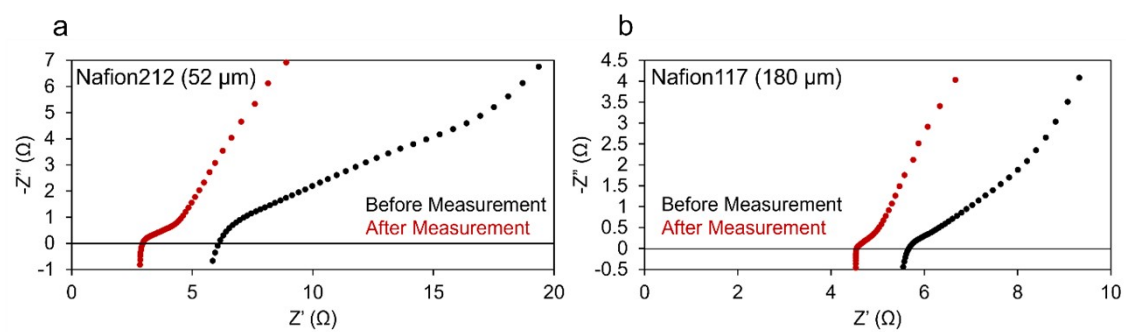 a
7
6
5
4
3
2
1
0
-1
-Z" (Ω)
Nafion212 (52 µm)
Before Measurement
After Measurement
0 5 10 15 20
Z' (Ω)
b
4.5
4
3.5
3
2.5
2
1.5
1
0.5
0
-0.5
-Z" (Ω)
Nafion117 (180 µm)
Before Measurement
After Measurement
0 2 4 6 8 10
Z' (Ω)